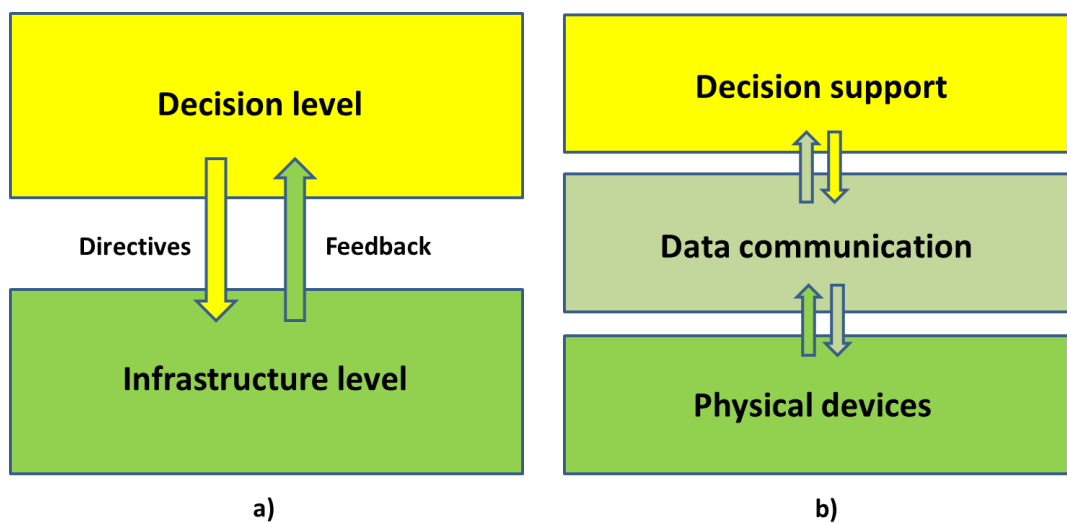 Decision level
Directives
Feedback
Infrastructure level
a)
Decision support
Data communication
Physical devices
b)